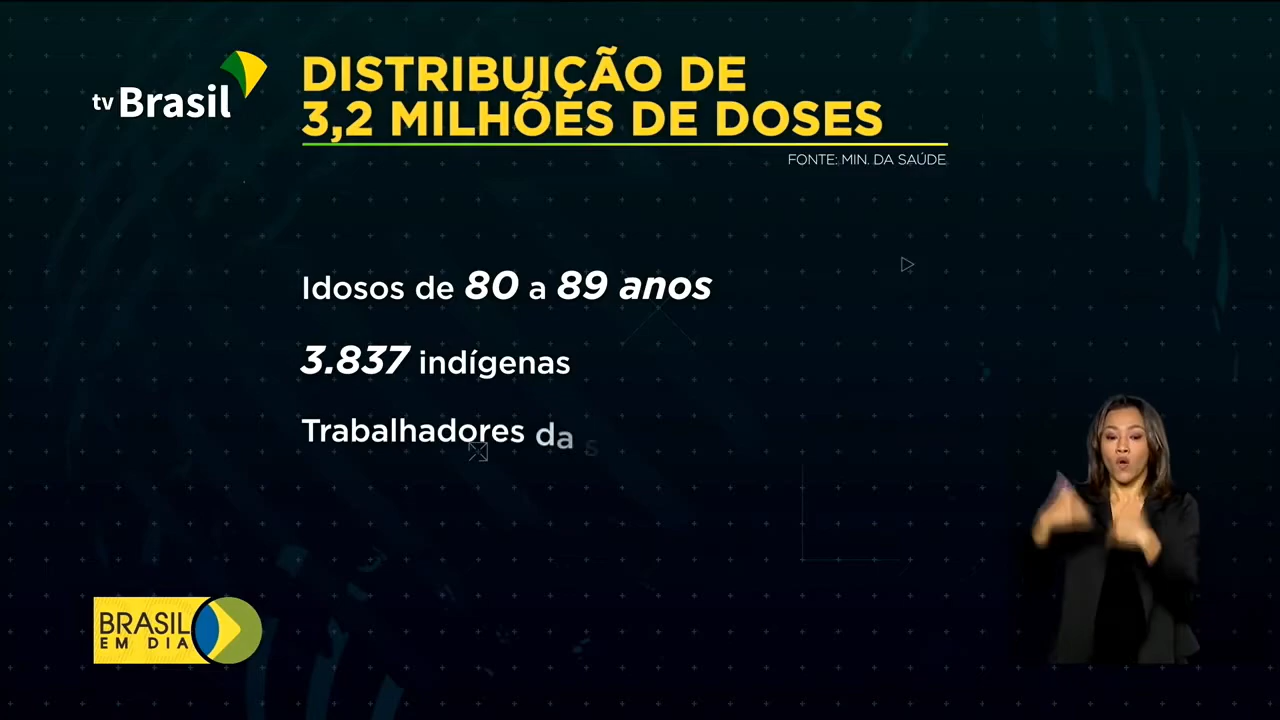 tv Brasil
DISTRIBUIÇÃO DE
3,2 MILHÕES DE DOSES
FONTE: MIN. DA SAÚDE
Idosos de 80 a 89 anos
3.837 indígenas
Trabalhadores da s
BRASIL
EM DIA